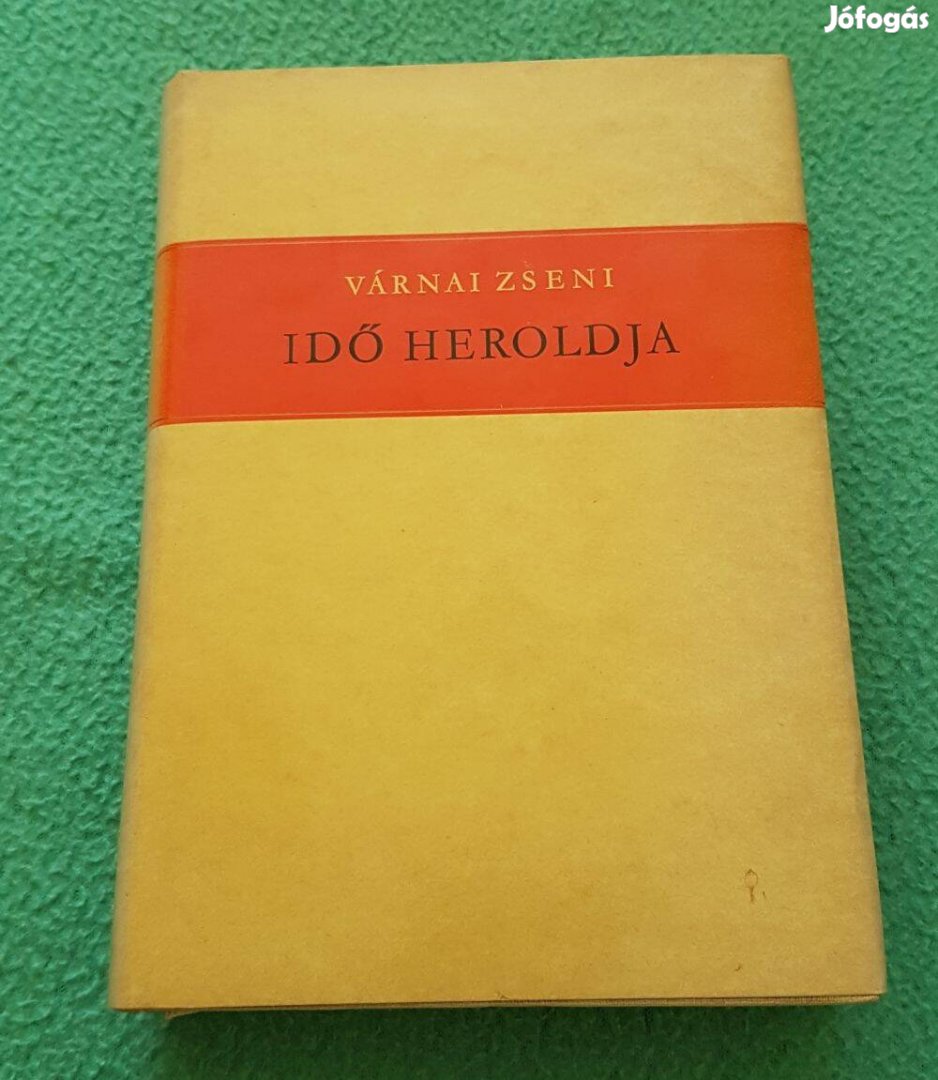 Jófogás
VÁRNAI ZSENI
IDŐ HEROLDJA